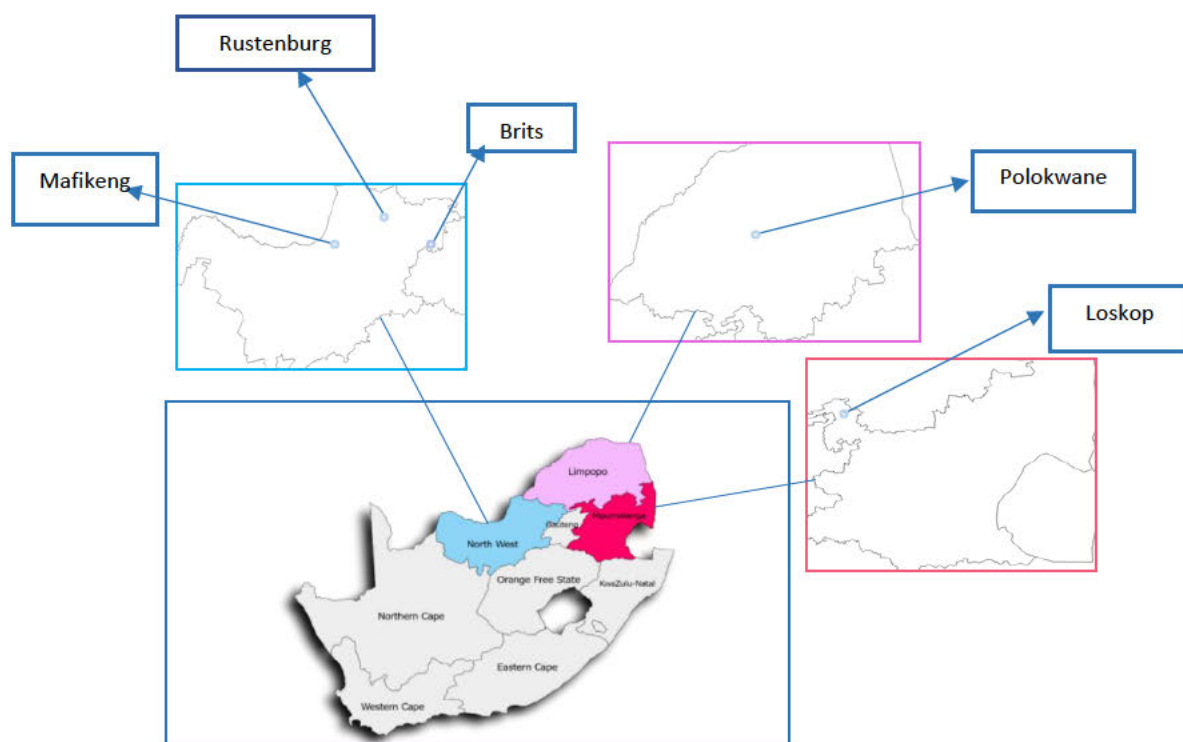 Rustenburg
Brits
Mafikeng
Polokwane
Loskop
Limpopo
Mpumalanga
Gauteng
North West
Orange Free State
KwaZulu-Natal
Northern Cape
Eastern Cape
Western Cape